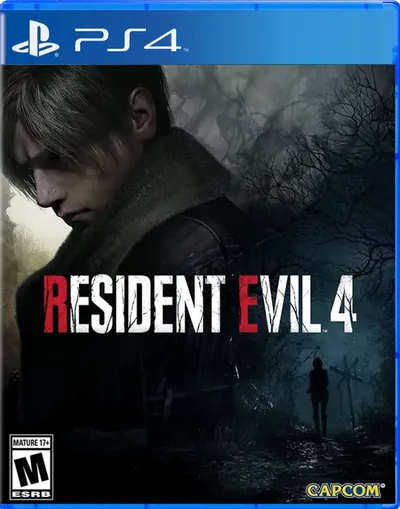 PS4
RESIDENT EVIL 4
MATURE 17+
M
ESRB
CAPCOM